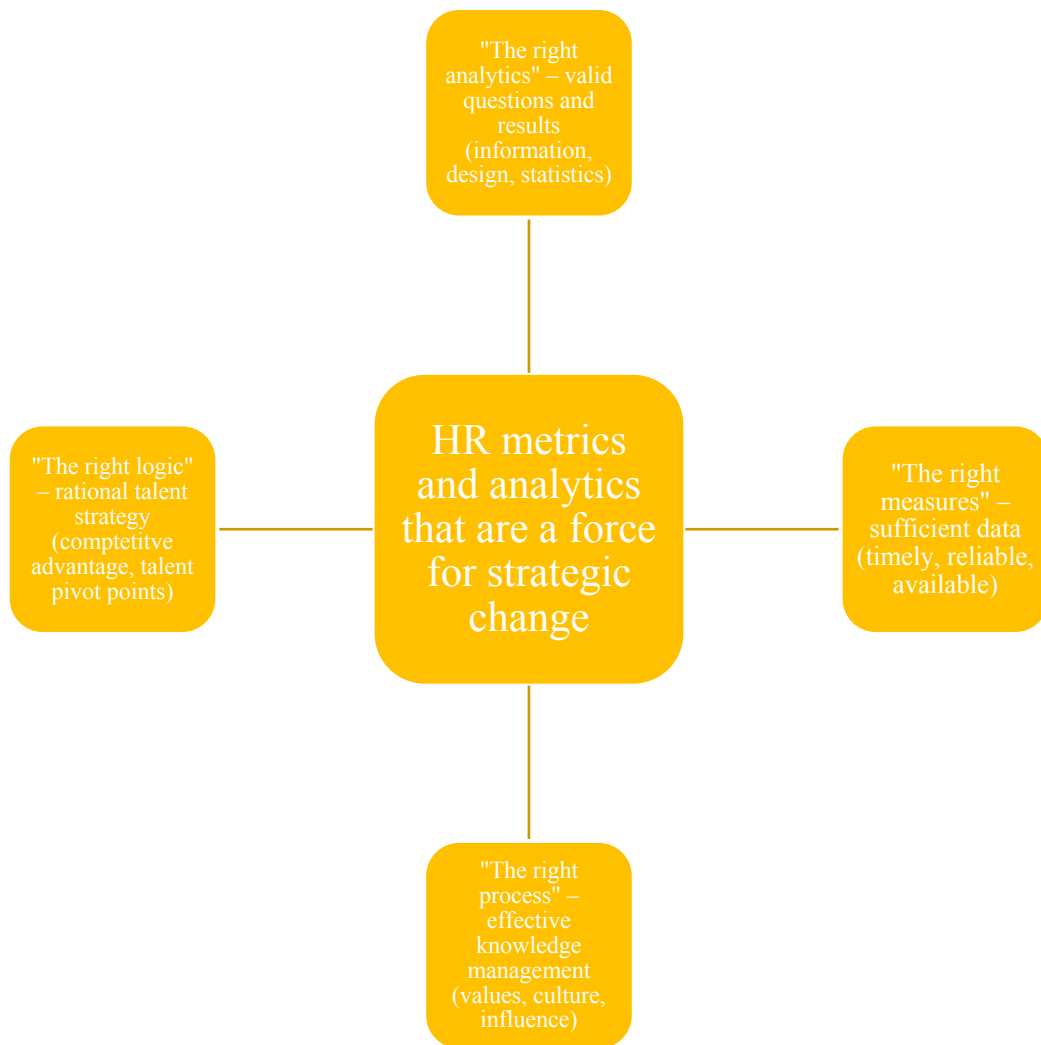 "The right
analytics" – valid
questions and
results
(information,
design, statistics)
"The right logic"
– rational talent
strategy
(comptetitve
advantage, talent
pivot points)
HR metrics
and analytics
that are a force
for strategic
change
"The right
measures" –
sufficient data
(timely, reliable,
available)
"The right
process" –
effective
knowledge
management
(values, culture,
influence)